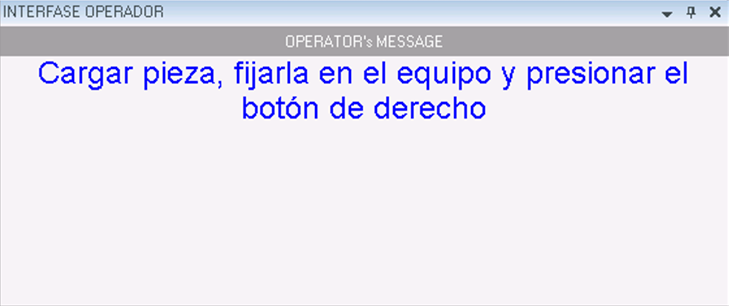 INTERFASE OPERADOR
OPERATOR's MESSAGE
Cargar pieza, fijarla en el equipo y presionar el
botón de derecho